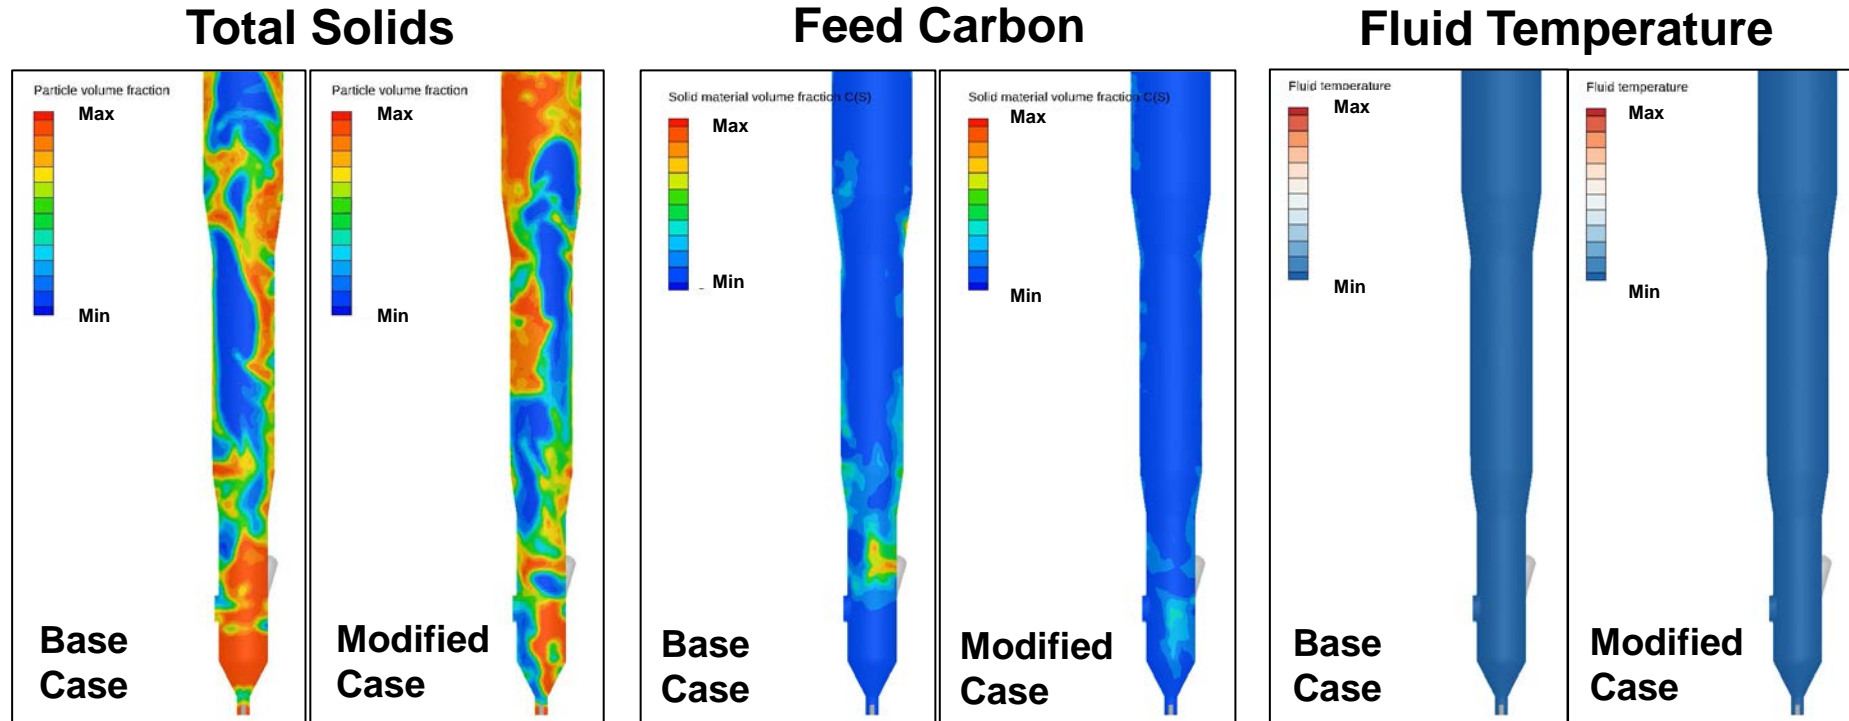 Total Solids
Feed Carbon
Fluid Temperature
Particle volume fraction
Max
Min
Base
Case
Particle volume fraction
Max
Min
Modified
Case
Solid material volume fraction C(S)
Max
Min
Base
Case
Solid material volume fraction C(S)
Max
Min
Modified
Case
Fluid temperature
Max
Min
Base
Case
Fluid temperature
Max
Min
Modified
Case